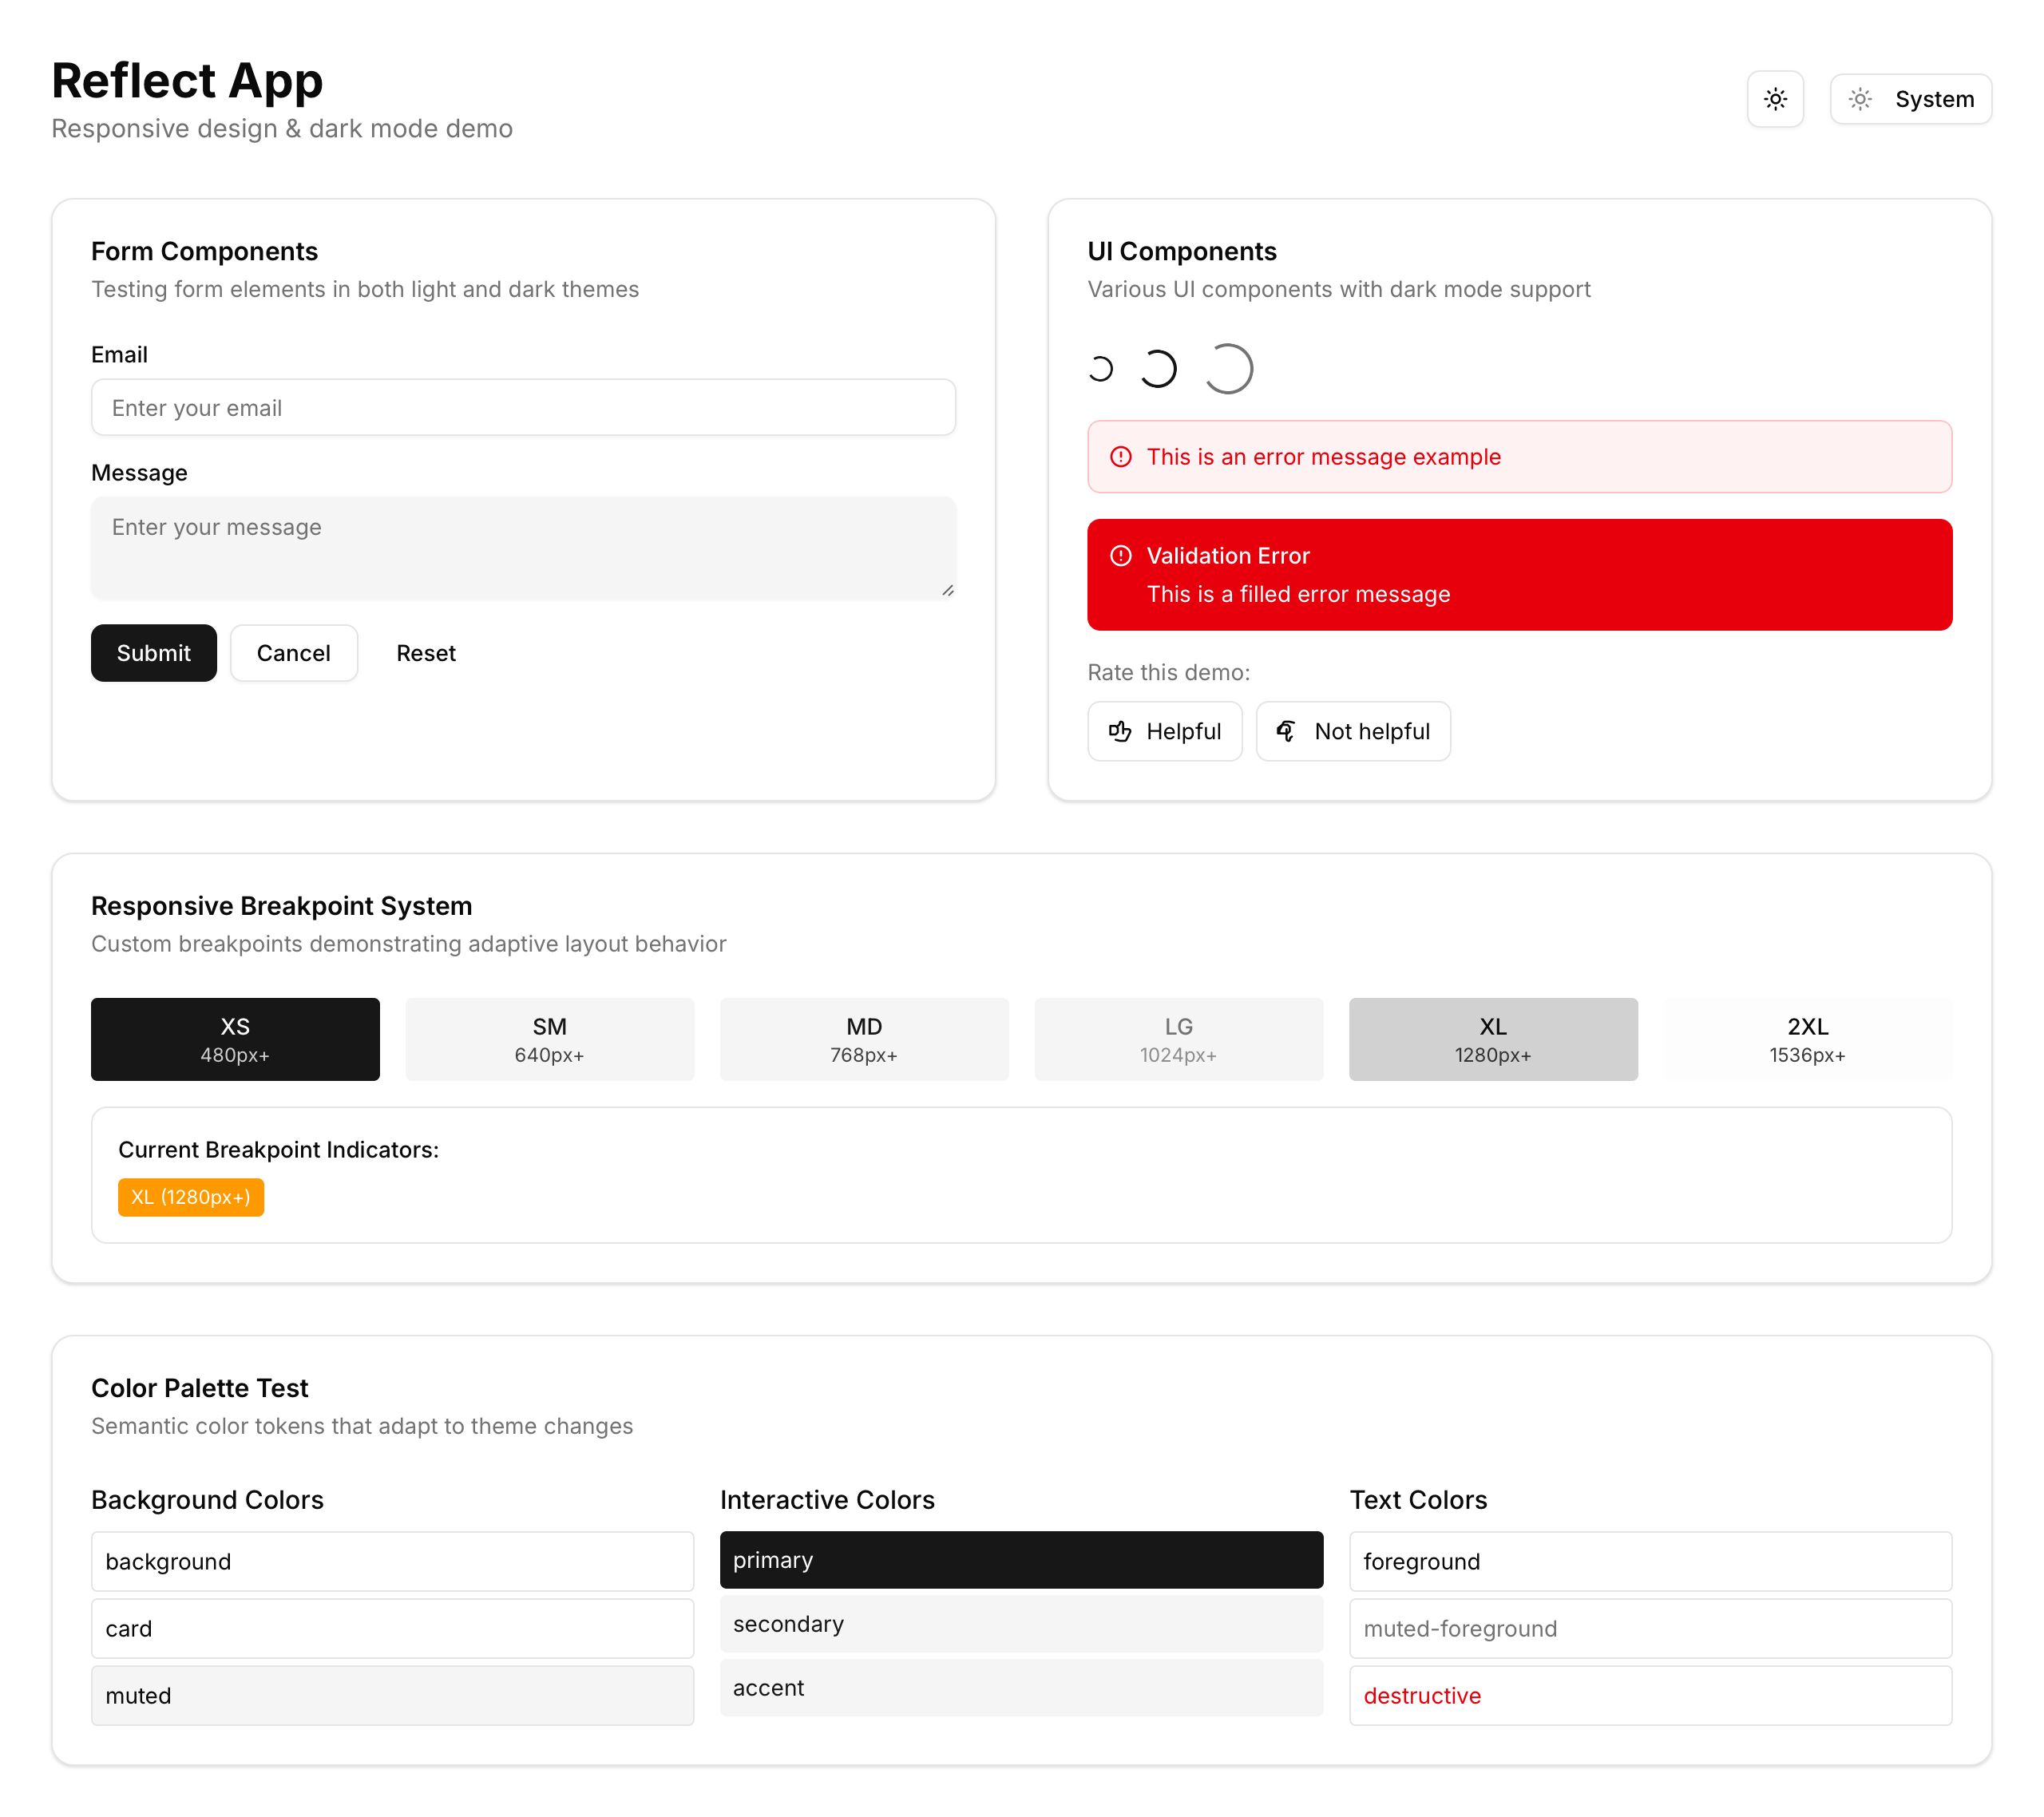 Reflect App
Responsive design & dark mode demo
System
Form Components
Testing form elements in both light and dark themes
Email
Enter your email
Message
Enter your message
Submit
Cancel
Reset
UI Components
Various UI components with dark mode support
This is an error message example
Validation Error
This is a filled error message
Rate this demo:
Helpful
Not helpful
Responsive Breakpoint System
Custom breakpoints demonstrating adaptive layout behavior
XS
480px+
SM
640px+
MD
768px+
LG
1024px+
XL
1280px+
2XL
1536px+
Current Breakpoint Indicators:
XL (1280px+)
Color Palette Test
Semantic color tokens that adapt to theme changes
Background Colors
background
card
muted
Interactive Colors
primary
secondary
accent
Text Colors
foreground
muted-foreground
destructive